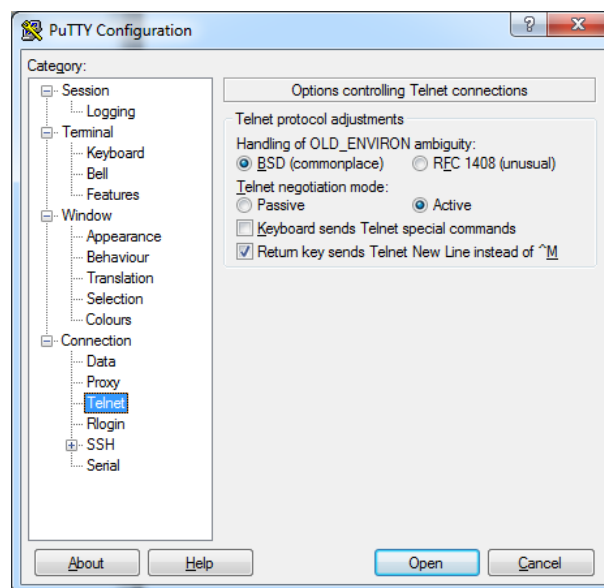 PuTTY Configuration
Category:
Session
Logging
Terminal
Keyboard
Bell
Features
Window
Appearance
Behaviour
Translation
Selection
Colours
Connection
Data
Proxy
Telnet
Rlogin
SSH
Serial
Options controlling Telnet connections
Telnet protocol adjustments
Handling of OLD_ENVIRON ambiguity:
BSD (commonplace) RFC 1408 (unusual)
Telnet negotiation mode:
Passive Active
Keyboard sends Telnet special commands
Return key sends Telnet New Line instead of ^M
About Help Open Cancel